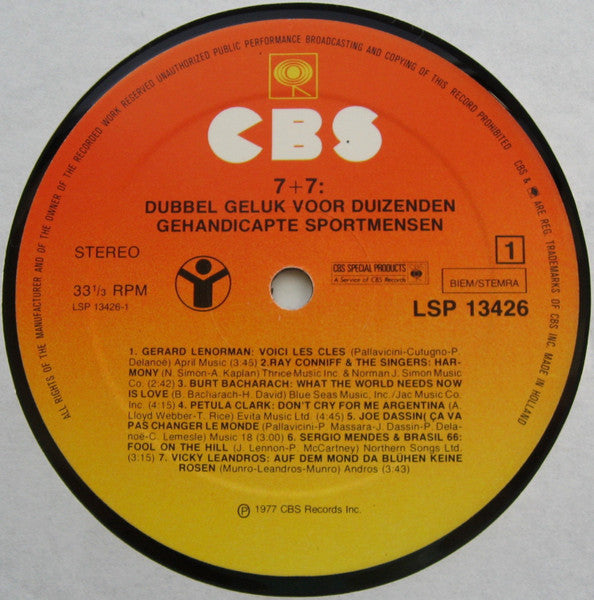 ALL RIGHTS OF THE MANUFACTURER AND OF THE OWNER OF THE RECORDED WORK RESERVED UNAUTHORIZED PUBLIC PERFORMANCE BROADCASTING AND COPYING OF THIS RECORD PROHIBITED
CBS & ARE REG. TRADEMARKS OF CBS INC. MADE IN HOLLAND
CBS
7+7:
DUBBEL GELUK VOOR DUIZENDEN
GEHANDICAPTE SPORTMENSEN
STEREO
1
33 1/3 RPM
LSP 13426-1
CBS SPECIAL PRODUCTS
A Service of CBS Records
BIEM/STEMRA
LSP 13426
1. GERARD LENORMAN: VOICI LES CLES (Pallavicini-Cutugno-P.
Delanoé) April Music (3:45) 2.RAY CONNIFF & THE SINGERS: HAR-
MONY (N. Simon-A. Kaplan) Thrice Music Inc. & Norman J. Simon Music
Co. (2:42) 3. BURT BACHARACH: WHAT THE WORLD NEEDS NOW
IS LOVE (B. Bacharach-H. David) Blue Seas Music, Inc./Jac Music Co.
Inc. (4:15) 4. PETULA CLARK: DON'T CRY FOR ME ARGENTINA (A.
Lloyd Webber-T. Rice) Evita Music Ltd. (4:45) 5. JOE DASSIN: ÇA VA
PAS CHANGER LE MONDE (Pallavicini-P. Massara-J. Dassin-P. Dela-
noé-C. Lemesle) Music 18 (3:00) 6. SERGIO MENDES & BRASIL 66:
FOOL ON THE HILL (J. Lennon-P. McCartney) Northern Songs Ltd.
(3:15) 7. VICKY LEANDROS: AUF DEM MOND DA BLÜHEN KEINE
ROSEN (Munro-Leandros-Munro) Andros (3:43)
℗ 1977 CBS Records Inc.